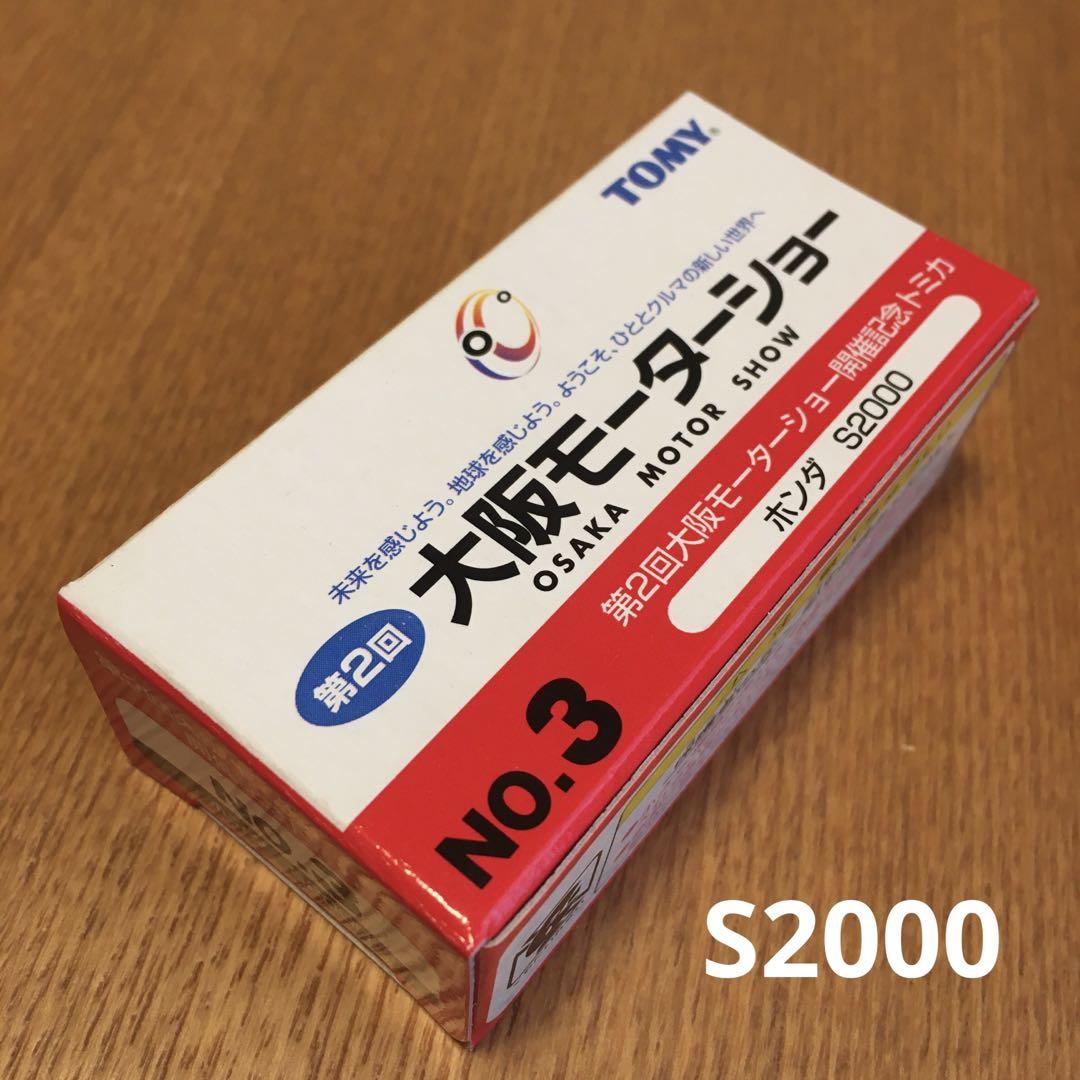 TOMY
未来を感じよう。地球を感じよう。ようこそ、ひととクルマの新しい世界へ
第2回
大阪モーターショー
OSAKA MOTOR SHOW
第2回大阪モーターショー開催記念トミカ
ホンダ S2000
NO.3
S2000